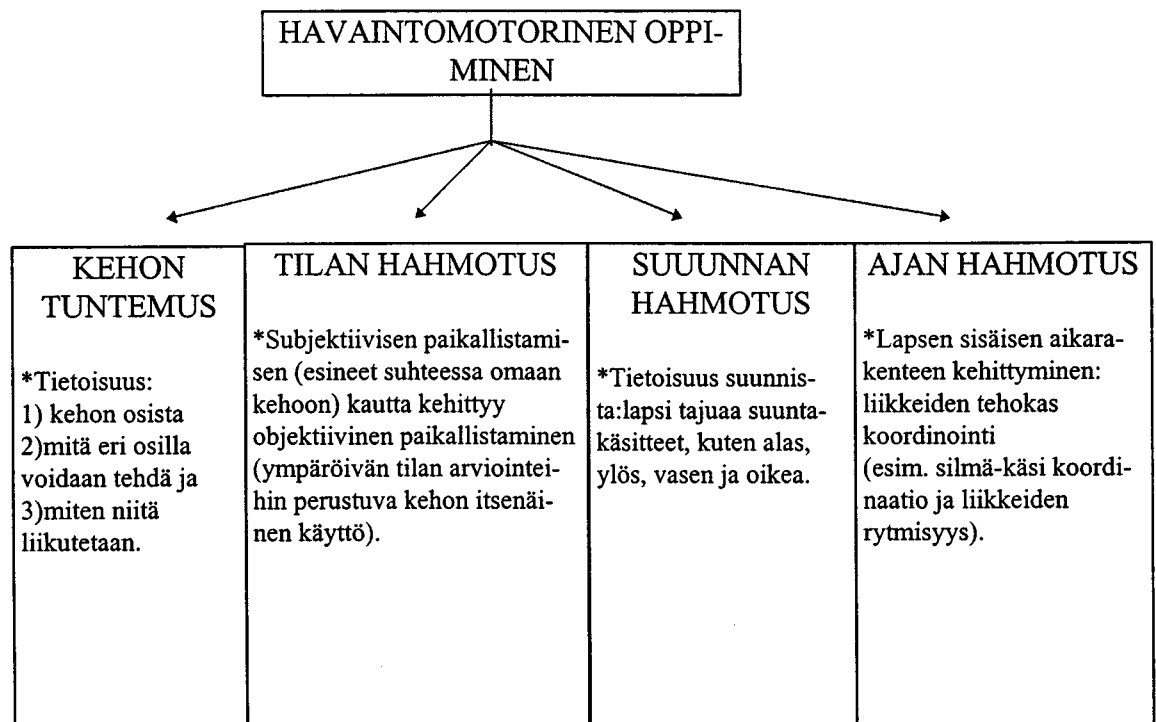 HAVAINTOMOTORINEN OPPI-
MINEN
KEHON
TUNTEMUS
*Tietoisuus:
1) kehon osista
2)mitä eri osilla
voidaan tehdä ja
3)miten niitä
liikutetaan.
TILAN HAHMOTUS
*Subjektiivisen paikallistami-
sen (esineet suhteessa omaan
kehoon) kautta kehittyy
objektiivinen paikallistaminen
(ympäröivän tilan arviointei-
hin perustuva kehon itsenäi-
nen käyttö).
SUUUNNAN
HAHMOTUS
*Tietoisuus suunnis-
ta:lapsi tajuaa suunta-
käsitteet, kuten alas,
ylös, vasen ja oikea.
AJAN HAHMOTUS
*Lapsen sisäisen aikara-
kenteen kehittyminen:
liikkeiden tehokas
koordinointi
(esim. silmä-käsi koordi-
naatio ja liikkeiden
rytmisyys).